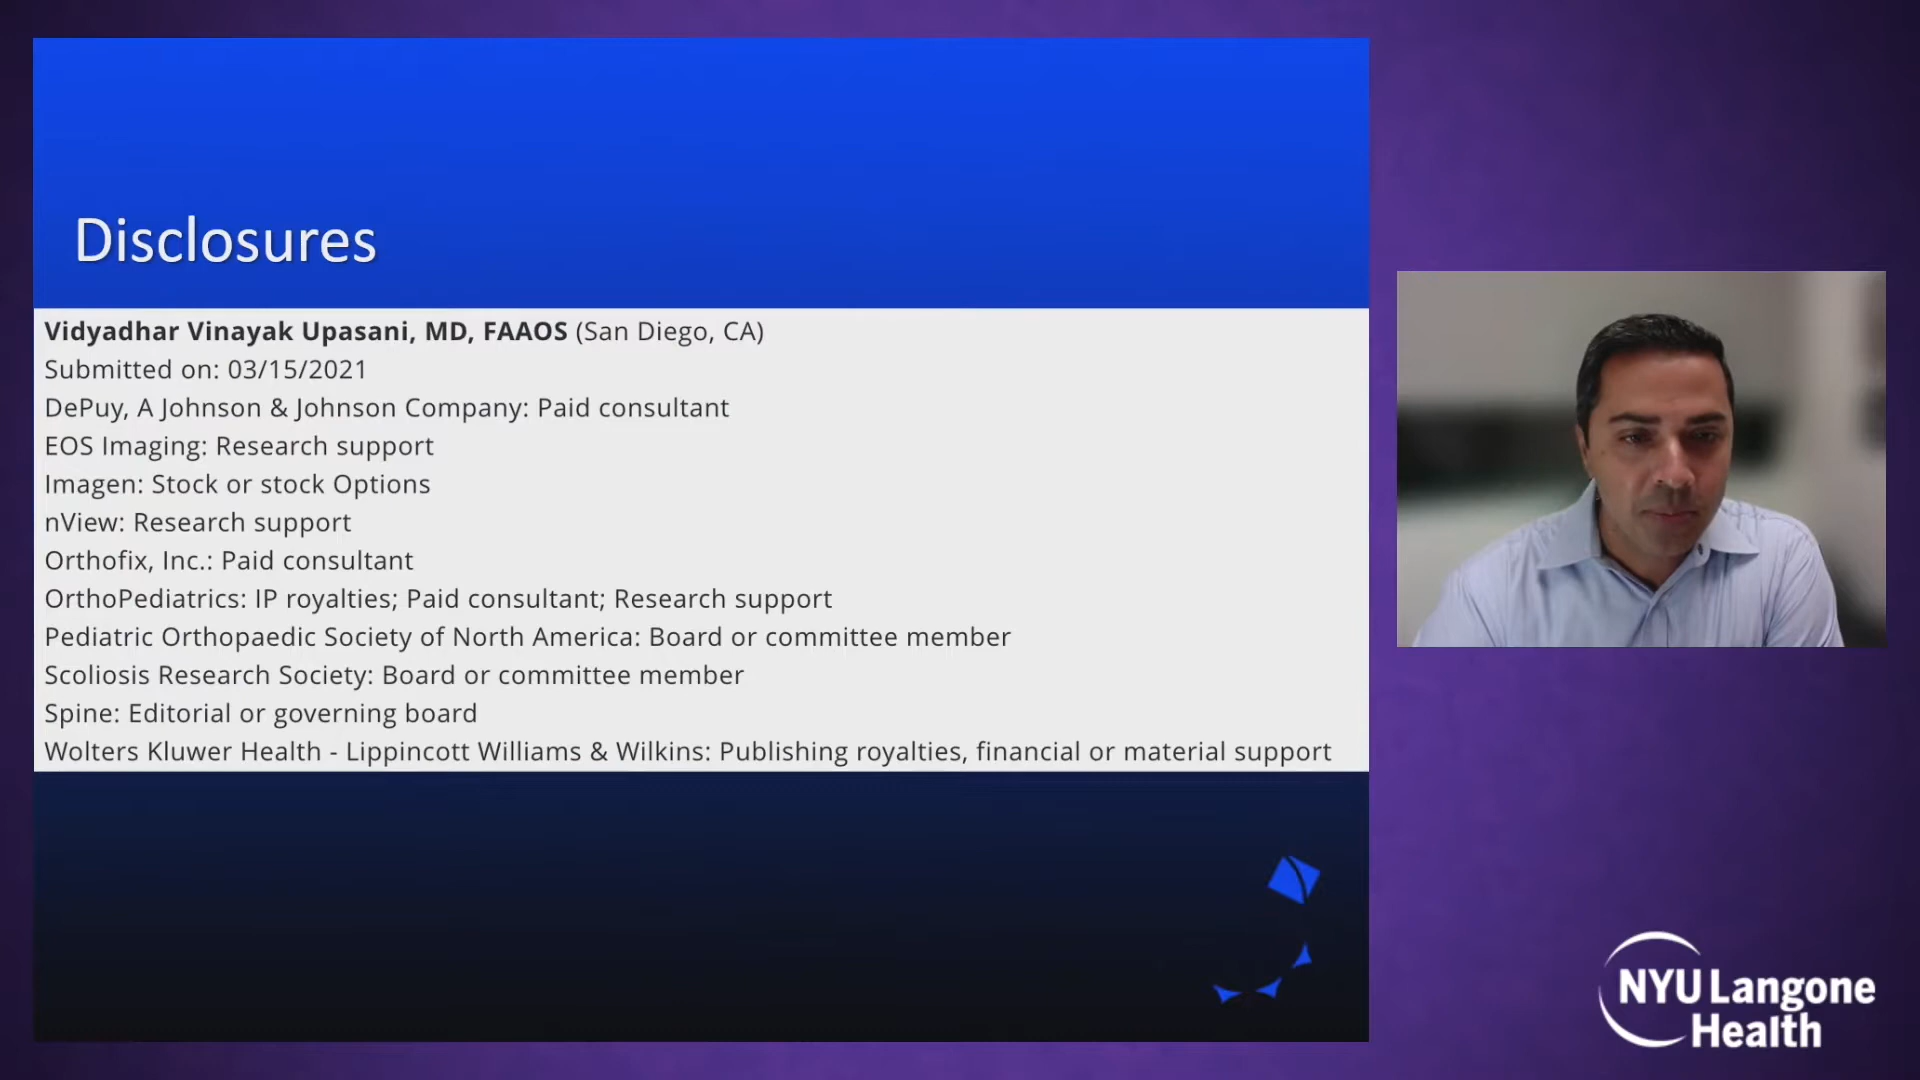 Disclosures
Vidyadhar Vinayak Upasani, MD, FAAOS (San Diego, CA)
Submitted on: 03/15/2021
DePuy, A Johnson & Johnson Company: Paid consultant
EOS Imaging: Research support
Imagen: Stock or stock Options
nView: Research support
Orthofix, Inc.: Paid consultant
OrthoPediatrics: IP royalties; Paid consultant; Research support
Pediatric Orthopaedic Society of North America: Board or committee member
Scoliosis Research Society: Board or committee member
Spine: Editorial or governing board
Wolters Kluwer Health - Lippincott Williams & Wilkins: Publishing royalties, financial or material support
NYU Langone
Health